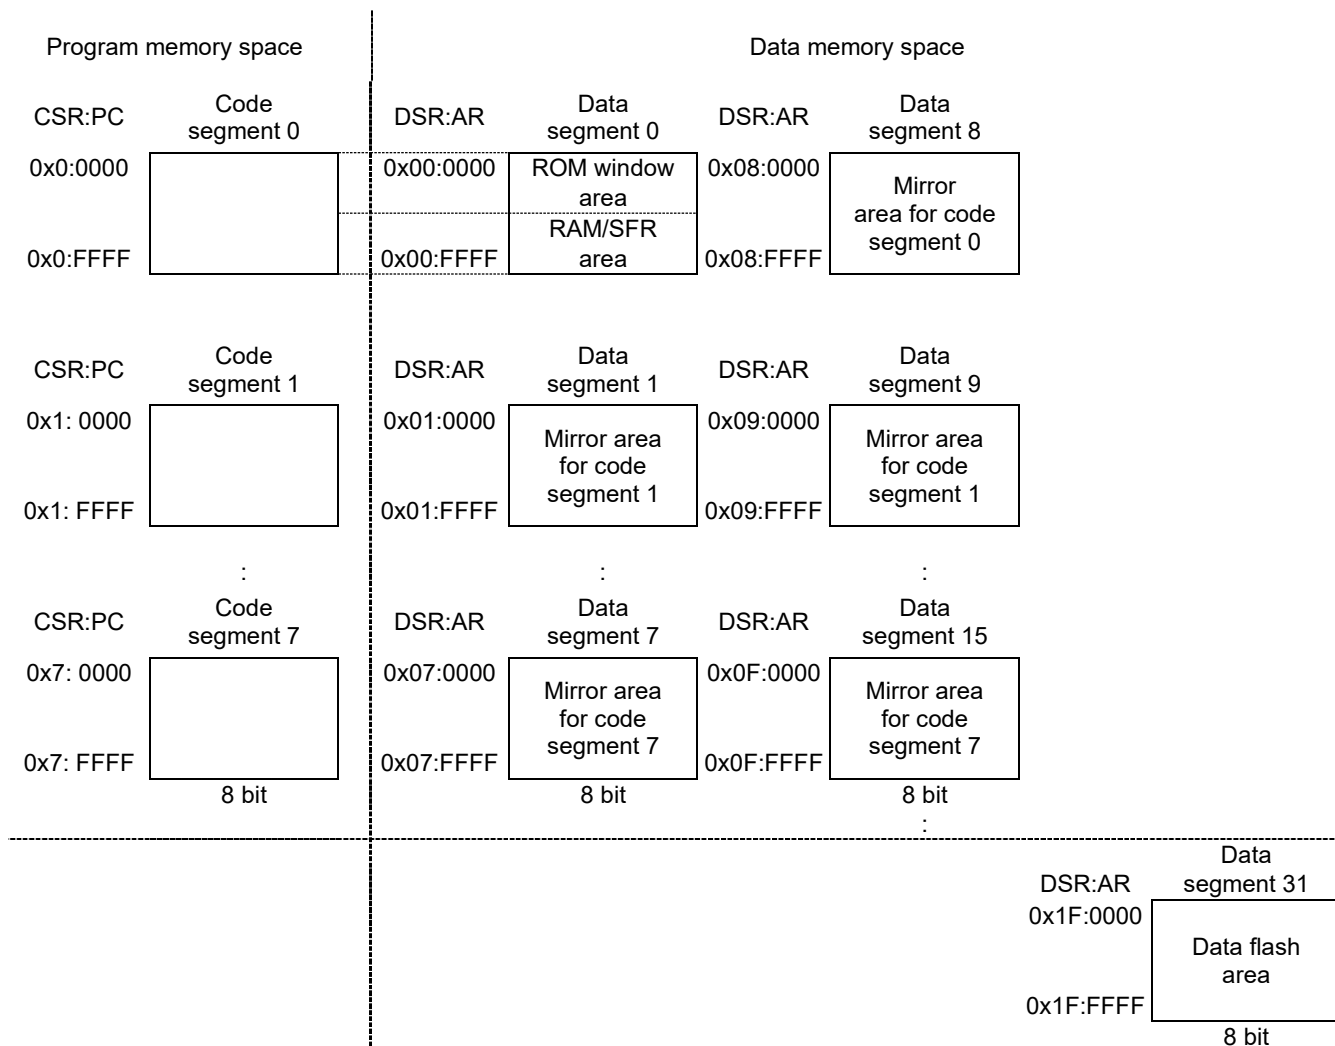 Program memory space
Data memory space
CSR:PC
Code
segment 0
DSR:AR
Data
segment 0
DSR:AR
Data
segment 8
0x0:0000
0x00:0000
ROM window
area
0x08:0000
Mirror
area for code
segment 0
RAM/SFR
area
0x0:FFFF
0x00:FFFF
0x08:FFFF
CSR:PC
Code
segment 1
DSR:AR
Data
segment 1
DSR:AR
Data
segment 9
0x1: 0000
0x01:0000
Mirror area
for code
segment 1
0x09:0000
Mirror area
for code
segment 1
0x1: FFFF
0x01:FFFF
0x09:FFFF
:
:
:
CSR:PC
Code
segment 7
DSR:AR
Data
segment 7
DSR:AR
Data
segment 15
0x7: 0000
0x07:0000
Mirror area
for code
segment 7
0x0F:0000
Mirror area
for code
segment 7
0x7: FFFF
0x07:FFFF
0x0F:FFFF
8 bit
8 bit
8 bit
:
DSR:AR
Data
segment 31
0x1F:0000
Data flash
area
0x1F:FFFF
8 bit